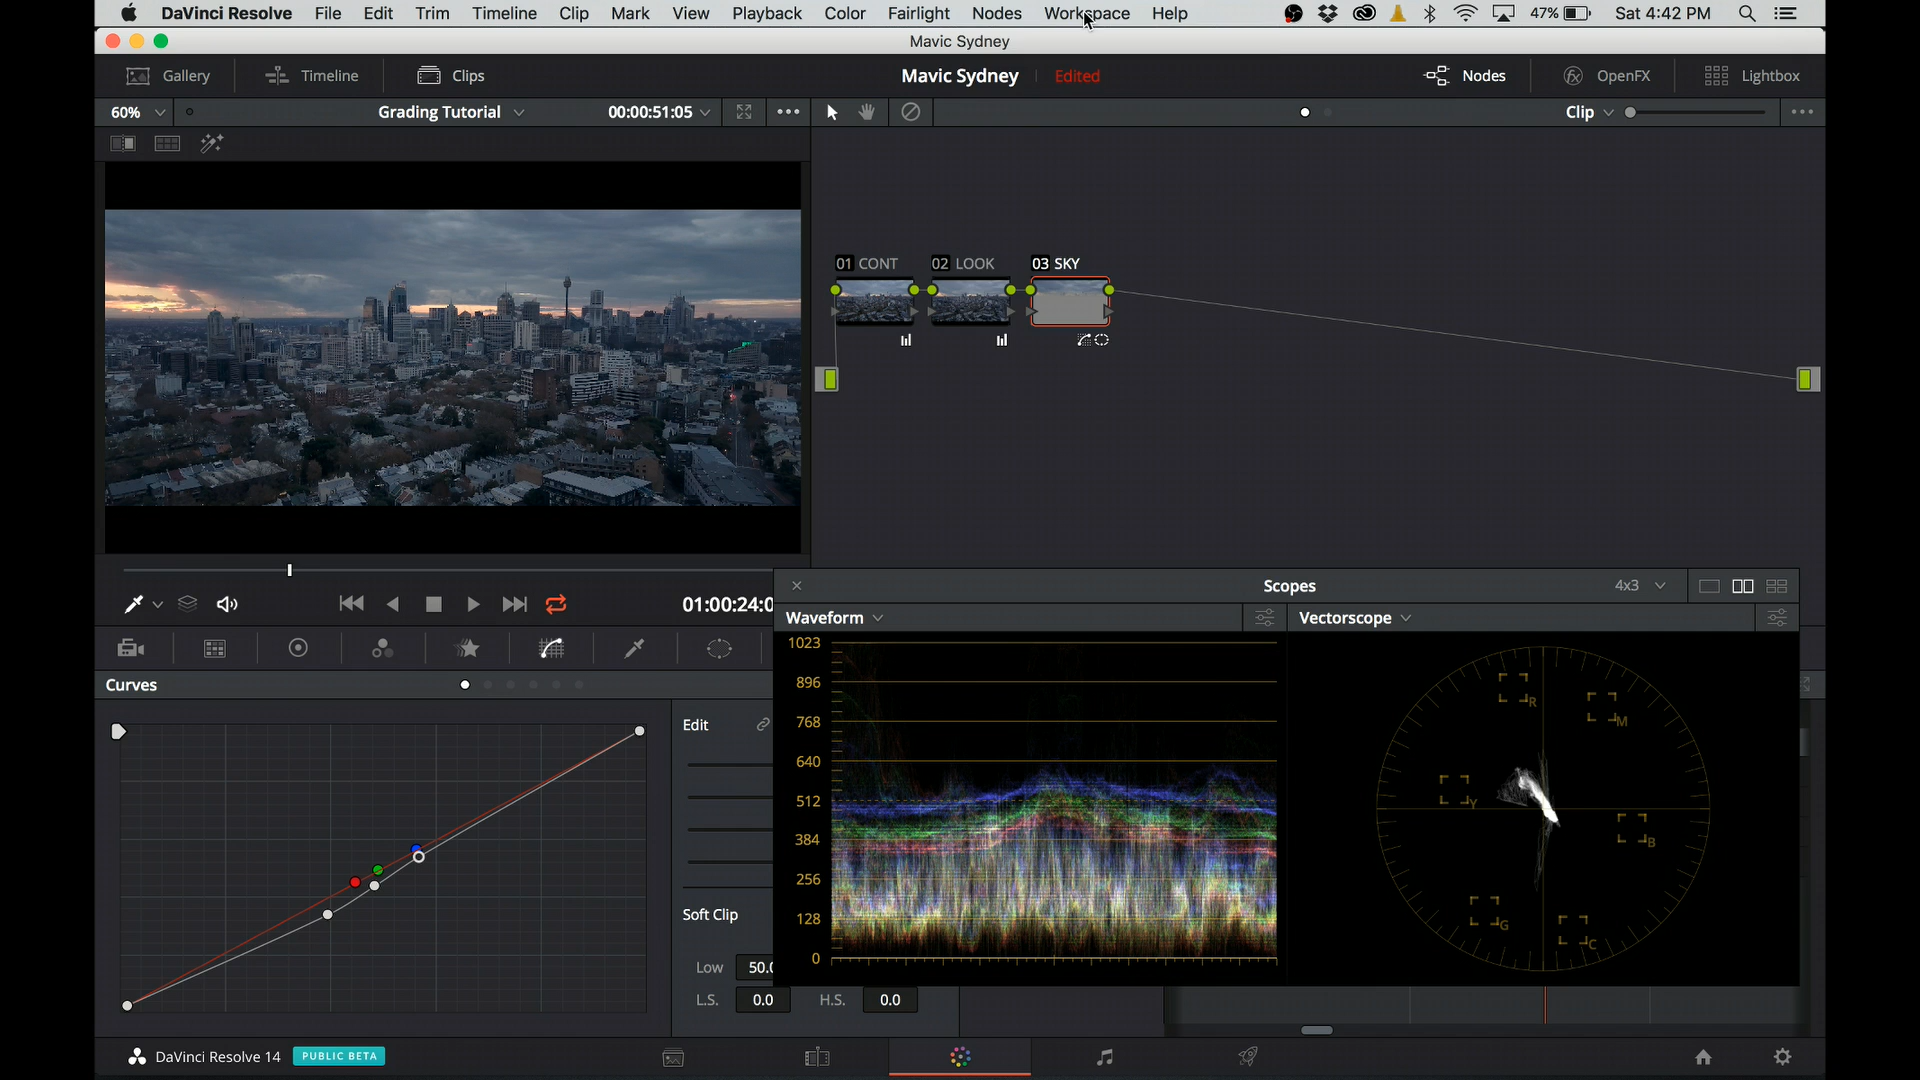 DaVinci Resolve File Edit Trim Timeline Clip Mark View Playback Color Fairlight Nodes Workspace Help 47% Sat 4:42 PM
Mavic Sydney
Gallery Timeline Clips Mavic Sydney Edited Nodes OpenFX Lightbox
60% Grading Tutorial 00:00:51:05 Clip
01 CONT 02 LOOK 03 SKY
01:00:24:0
Scopes 4x3
Waveform Vectorscope
1023
896
768
640
512
384
256
128
0
R
M
Y
B
G
C
Curves
Edit
Soft Clip
Low 50.0
L.S. 0.0 H.S. 0.0
DaVinci Resolve 14 PUBLIC BETA